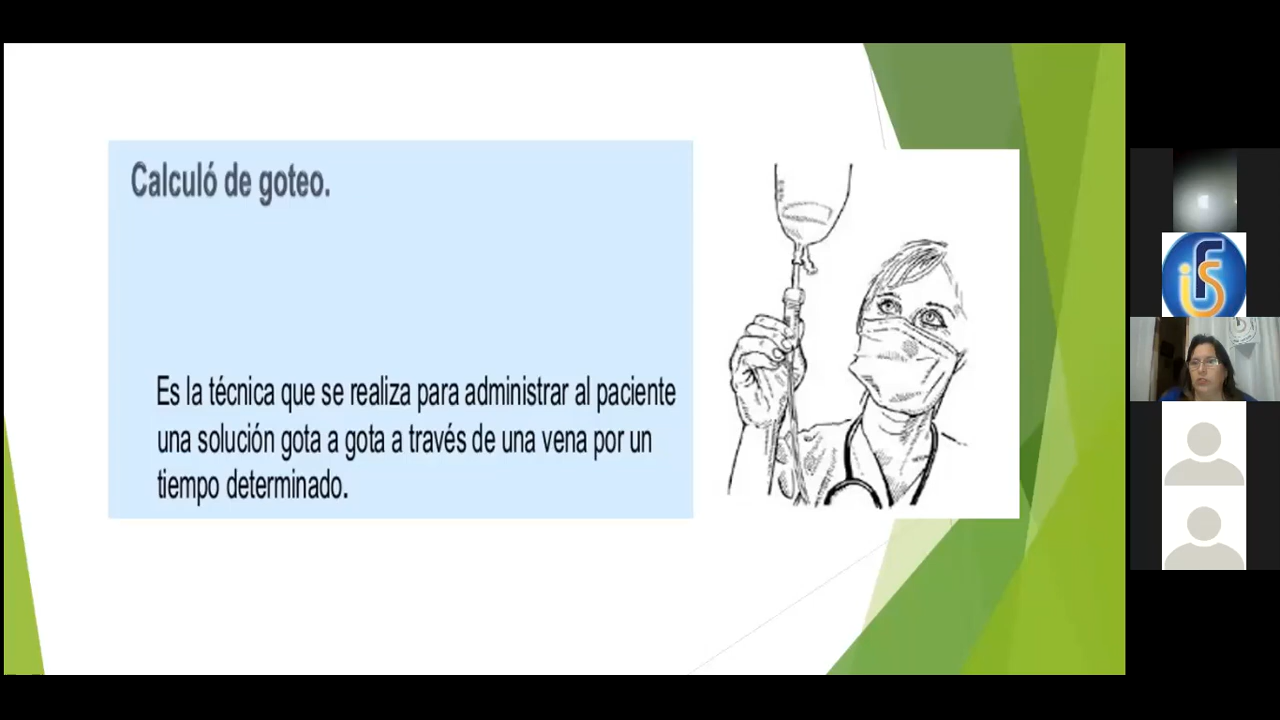 Calculó de goteo.
Es la técnica que se realiza para administrar al paciente
una solución gota a gota a través de una vena por un
tiempo determinado.